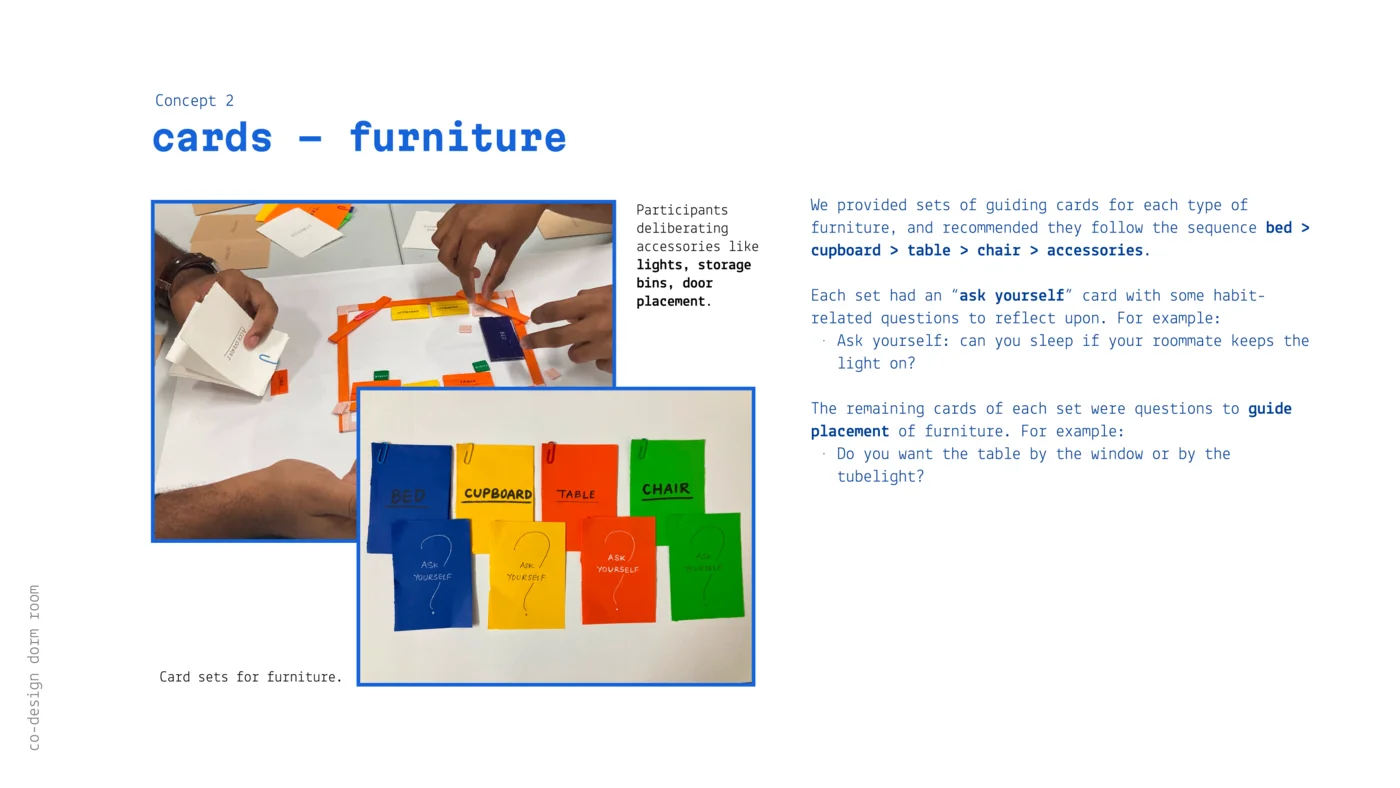 Concept 2
cards – furniture
Participants
deliberating
accessories like
lights, storage
bins, door
placement.
We provided sets of guiding cards for each type of
furniture, and recommended they follow the sequence bed >
cupboard > table > chair > accessories.
Each set had an “ask yourself” card with some habit-
related questions to reflect upon. For example:
· Ask yourself: can you sleep if your roommate keeps the
light on?
The remaining cards of each set were questions to guide
placement of furniture. For example:
· Do you want the table by the window or by the
tubelight?
BED
CUPBOARD
TABLE
CHAIR
ASK
YOURSELF
?
ASK
YOURSELF
?
ASK
YOURSELF
?
ASK
YOURSELF
?
Card sets for furniture.
co-design dorm room